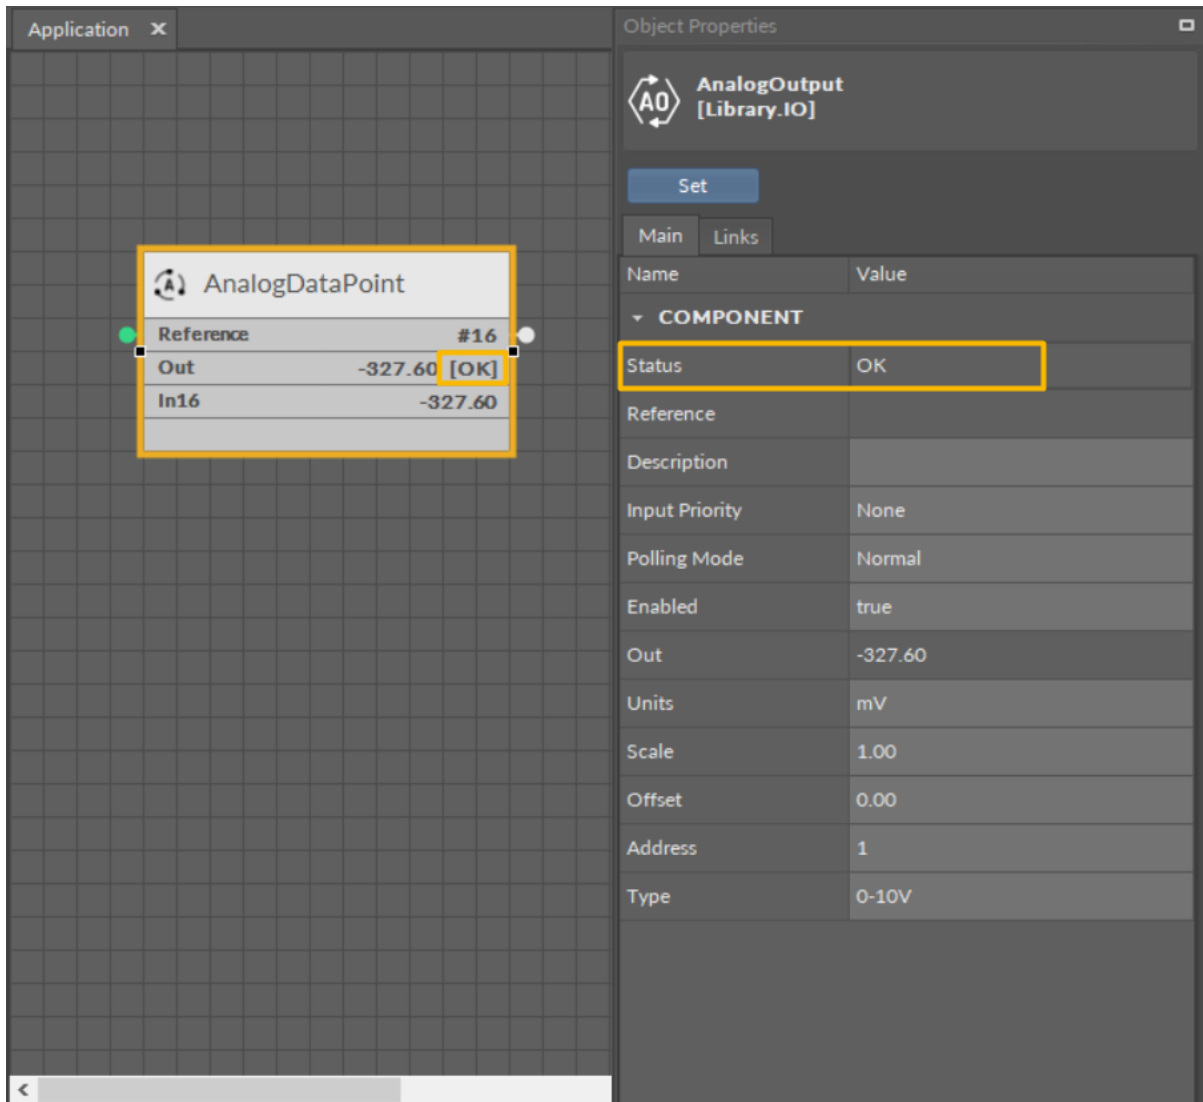 Application
Object Properties
AnalogOutput
[Library.IO]
AO
Set
Main Links
Name Value
COMPONENT
Status OK
Reference
Description
Input Priority None
Polling Mode Normal
Enabled true
Out -327.60
Units mV
Scale 1.00
Offset 0.00
Address 1
Type 0-10V
A AnalogDataPoint
Reference #16
Out -327.60 [OK]
In16 -327.60